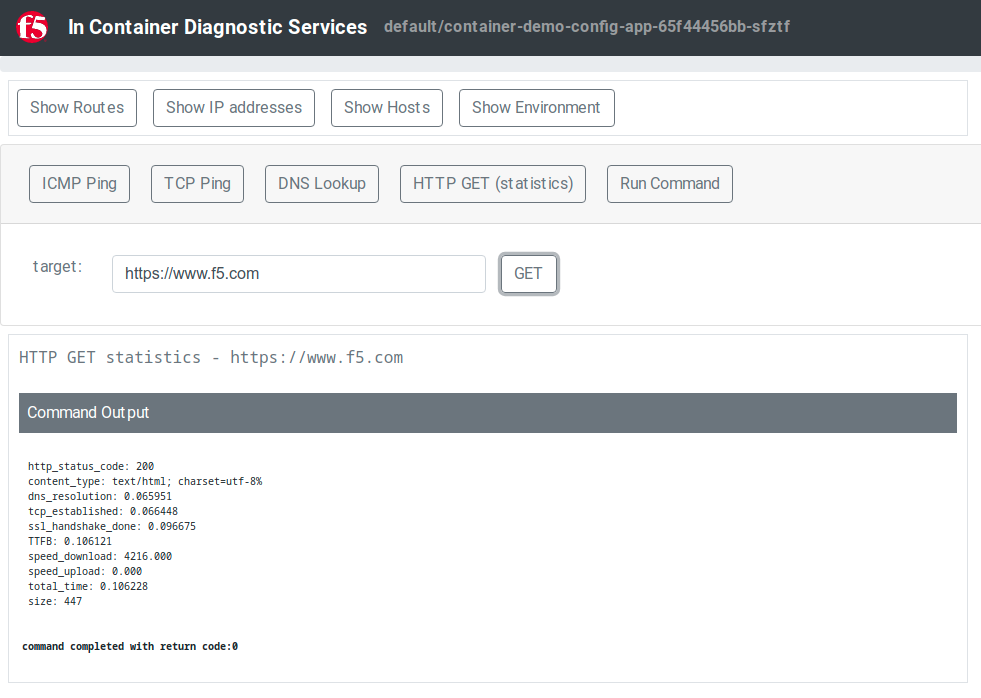 f5 In Container Diagnostic Services default/container-demo-config-app-65f44456bb-sfztf
Show Routes Show IP addresses Show Hosts Show Environment
ICMP Ping TCP Ping DNS Lookup HTTP GET (statistics) Run Command
target: https://www.f5.com GET
HTTP GET statistics - https://www.f5.com
Command Output
http_status_code: 200
content_type: text/html; charset=utf-8%
dns_resolution: 0.065951
tcp_established: 0.066448
ssl_handshake_done: 0.096675
TTFB: 0.106121
speed_download: 4216.000
speed_upload: 0.000
total_time: 0.106228
size: 447
command completed with return code:0